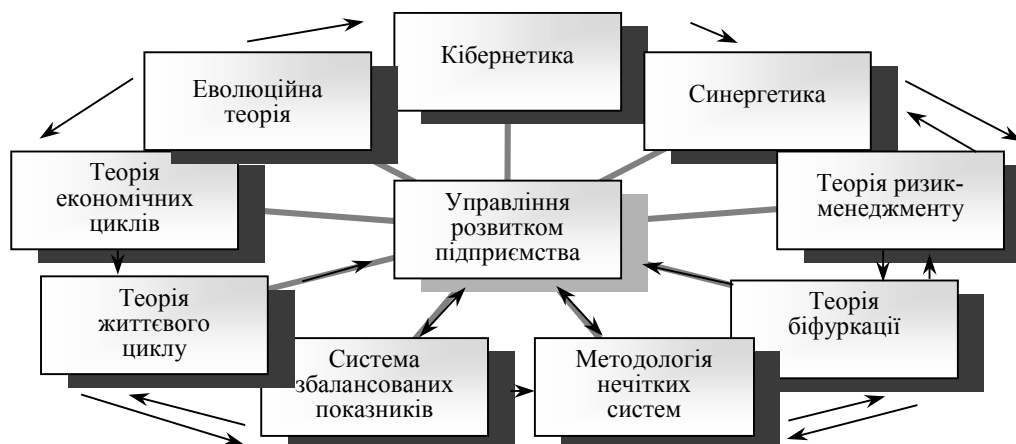 Кібернетика
Еволюційна
теорія
Синергетика
Теорія
економічних
циклів
Управління
розвитком
підприємства
Теорія ризик-
менеджменту
Теорія
життєвого
циклу
Теорія
біфуркації
Система
збалансованих
показників
Методологія
нечітких
систем